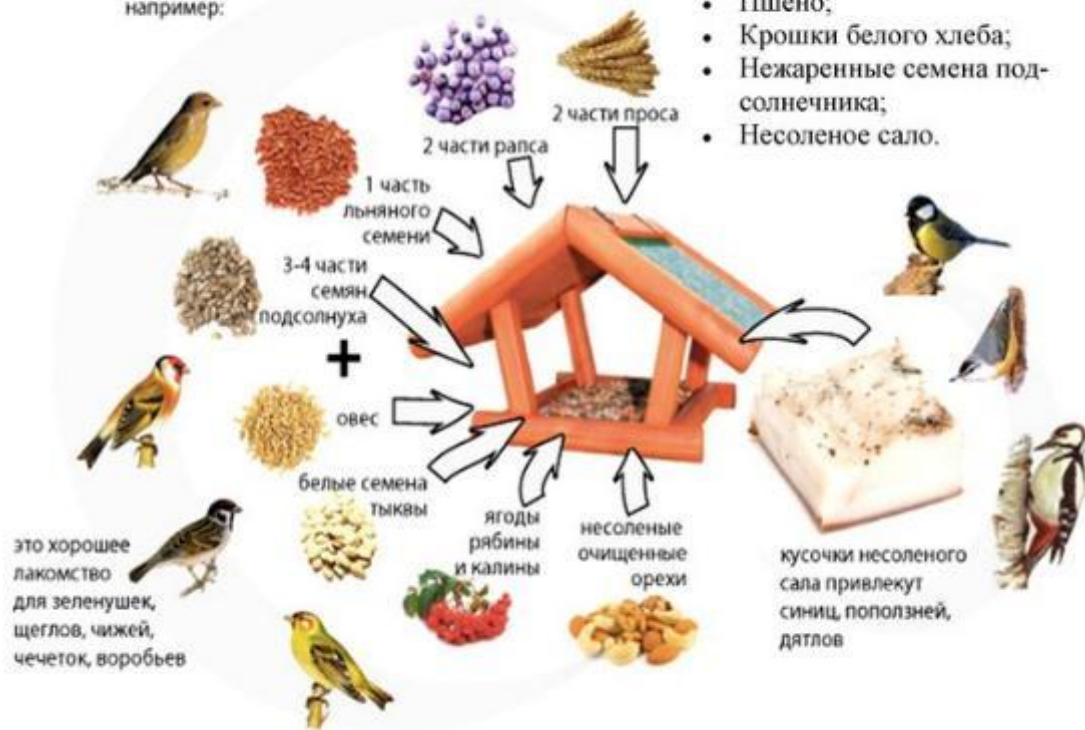 например:
• Пшено;
• Крошки белого хлеба;
• Нежаренные семена под-
солнечника;
• Несоленое сало.
2 части проса
2 части рапса
1 часть
льняного
семени
3-4 части
семян
подсолнуха
+
овес
белые семена
тыквы
ягоды
рябины
и калины
несоленые
очищенные
орехи
это хорошее
лакомство
для зеленушек,
щеглов, чижей,
чечеток, воробьев
кусочки несоленого
сала привлекут
синиц, поползней,
дятлов